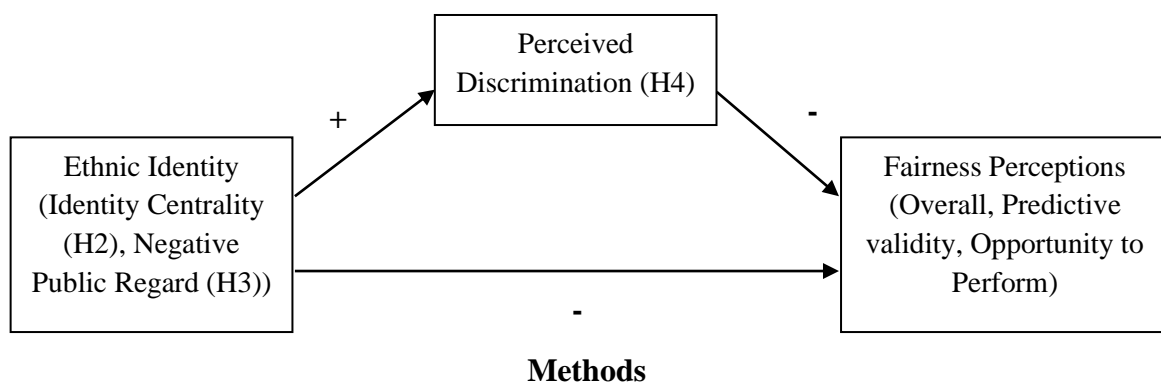 Perceived
Discrimination (H4)
+
-
Ethnic Identity
(Identity Centrality
(H2), Negative
Public Regard (H3))
Fairness Perceptions
(Overall, Predictive
validity, Opportunity to
Perform)
-
Methods